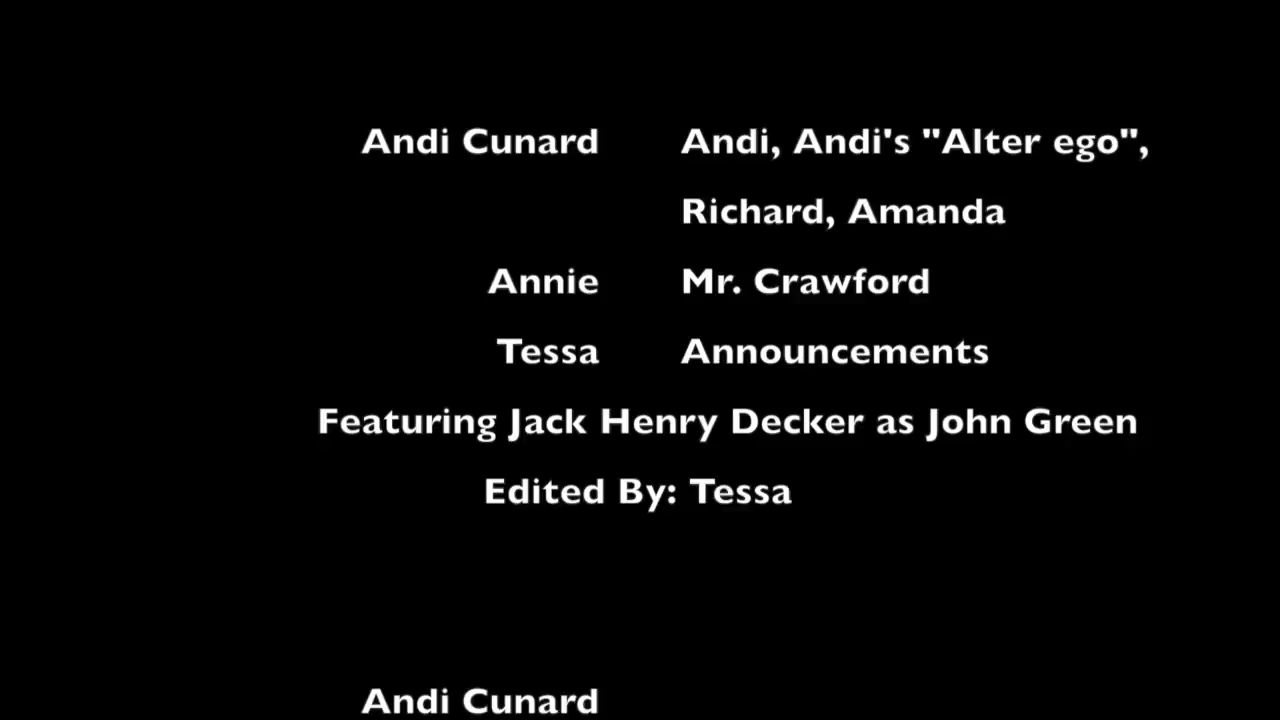 Andi Cunard Andi, Andi's "Alter ego",
Richard, Amanda
Annie Mr. Crawford
Tessa Announcements
Featuring Jack Henry Decker as John Green
Edited By: Tessa
Andi Cunard